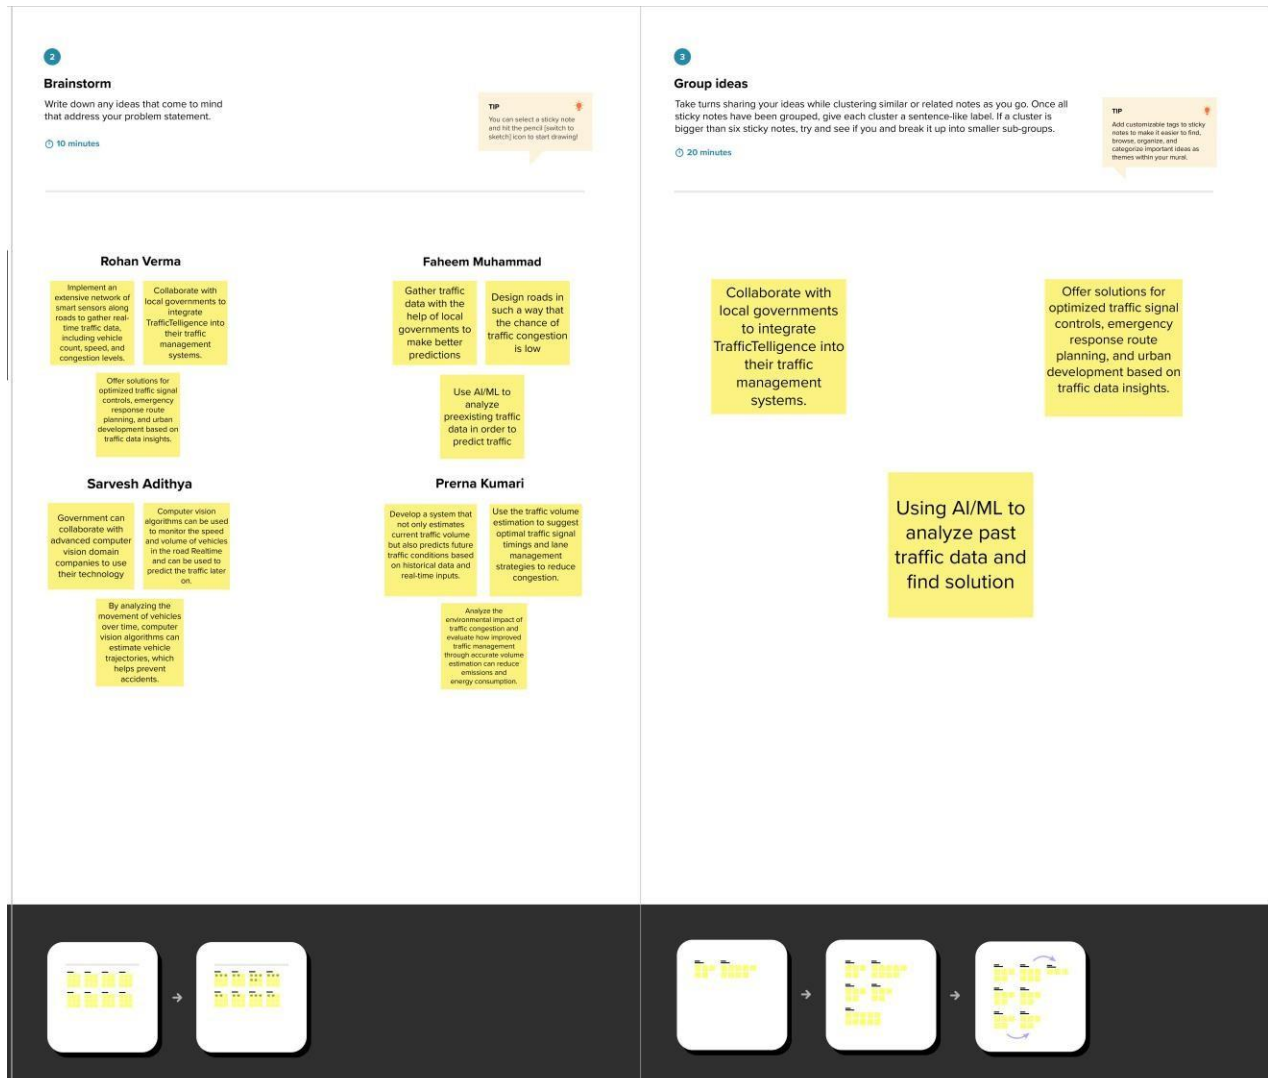 2
Brainstorm
Write down any ideas that come to mind
that address your problem statement.
10 minutes
TIP
You can select a sticky note
and hit the pencil [switch to
sketch] icon to start drawing!
Rohan Verma
Implement an
extensive network of
smart sensors along
roads to gather real-
time traffic data,
including vehicle
count, speed, and
congestion levels.
Collaborate with
local governments to
integrate
TrafficTelligence into
their traffic
management
systems.
Offer solutions for
optimized traffic signal
controls, emergency
response route
planning, and urban
development based on
traffic data insights.
Faheem Muhammad
Gather traffic
data with the
help of local
governments to
make better
predictions
Design roads in
such a way that
the chance of
traffic congestion
is low
Use AI/ML to
analyze
preexisting traffic
data in order to
predict traffic
Sarvesh Adithya
Government can
collaborate with
advanced computer
vision domain
companies to use
their technology
Computer vision
algorithms can be used
to monitor the speed
and volume of vehicles
in the road Realtime
and can be used to
predict the traffic later
on.
By analyzing the
movement of vehicles
over time, computer
vision algorithms can
estimate vehicle
trajectories, which
helps prevent
accidents.
Prerna Kumari
Develop a system that
not only estimates
current traffic volume
but also predicts future
traffic conditions based
on historical data and
real-time inputs.
Use the traffic volume
estimation to suggest
optimal traffic signal
timings and lane
management
strategies to reduce
congestion.
Analyze the
environmental impact of
traffic congestion and
evaluate how improved
traffic management
through accurate volume
estimation can reduce
emissions and
energy consumption.
3
Group ideas
Take turns sharing your ideas while clustering similar or related notes as you go. Once all
sticky notes have been grouped, give each cluster a sentence-like label. If a cluster is
bigger than six sticky notes, try and see if you and break it up into smaller sub-groups.
20 minutes
TIP
Add customizable tags to sticky
notes to make it easier to find,
browse, organize, and
categorize important ideas as
themes within your mural.
Collaborate with
local governments
to integrate
TrafficTelligence into
their traffic
management
systems.
Offer solutions for
optimized traffic signal
controls, emergency
response route
planning, and urban
development based on
traffic data insights.
Using AI/ML to
analyze past
traffic data and
find solution